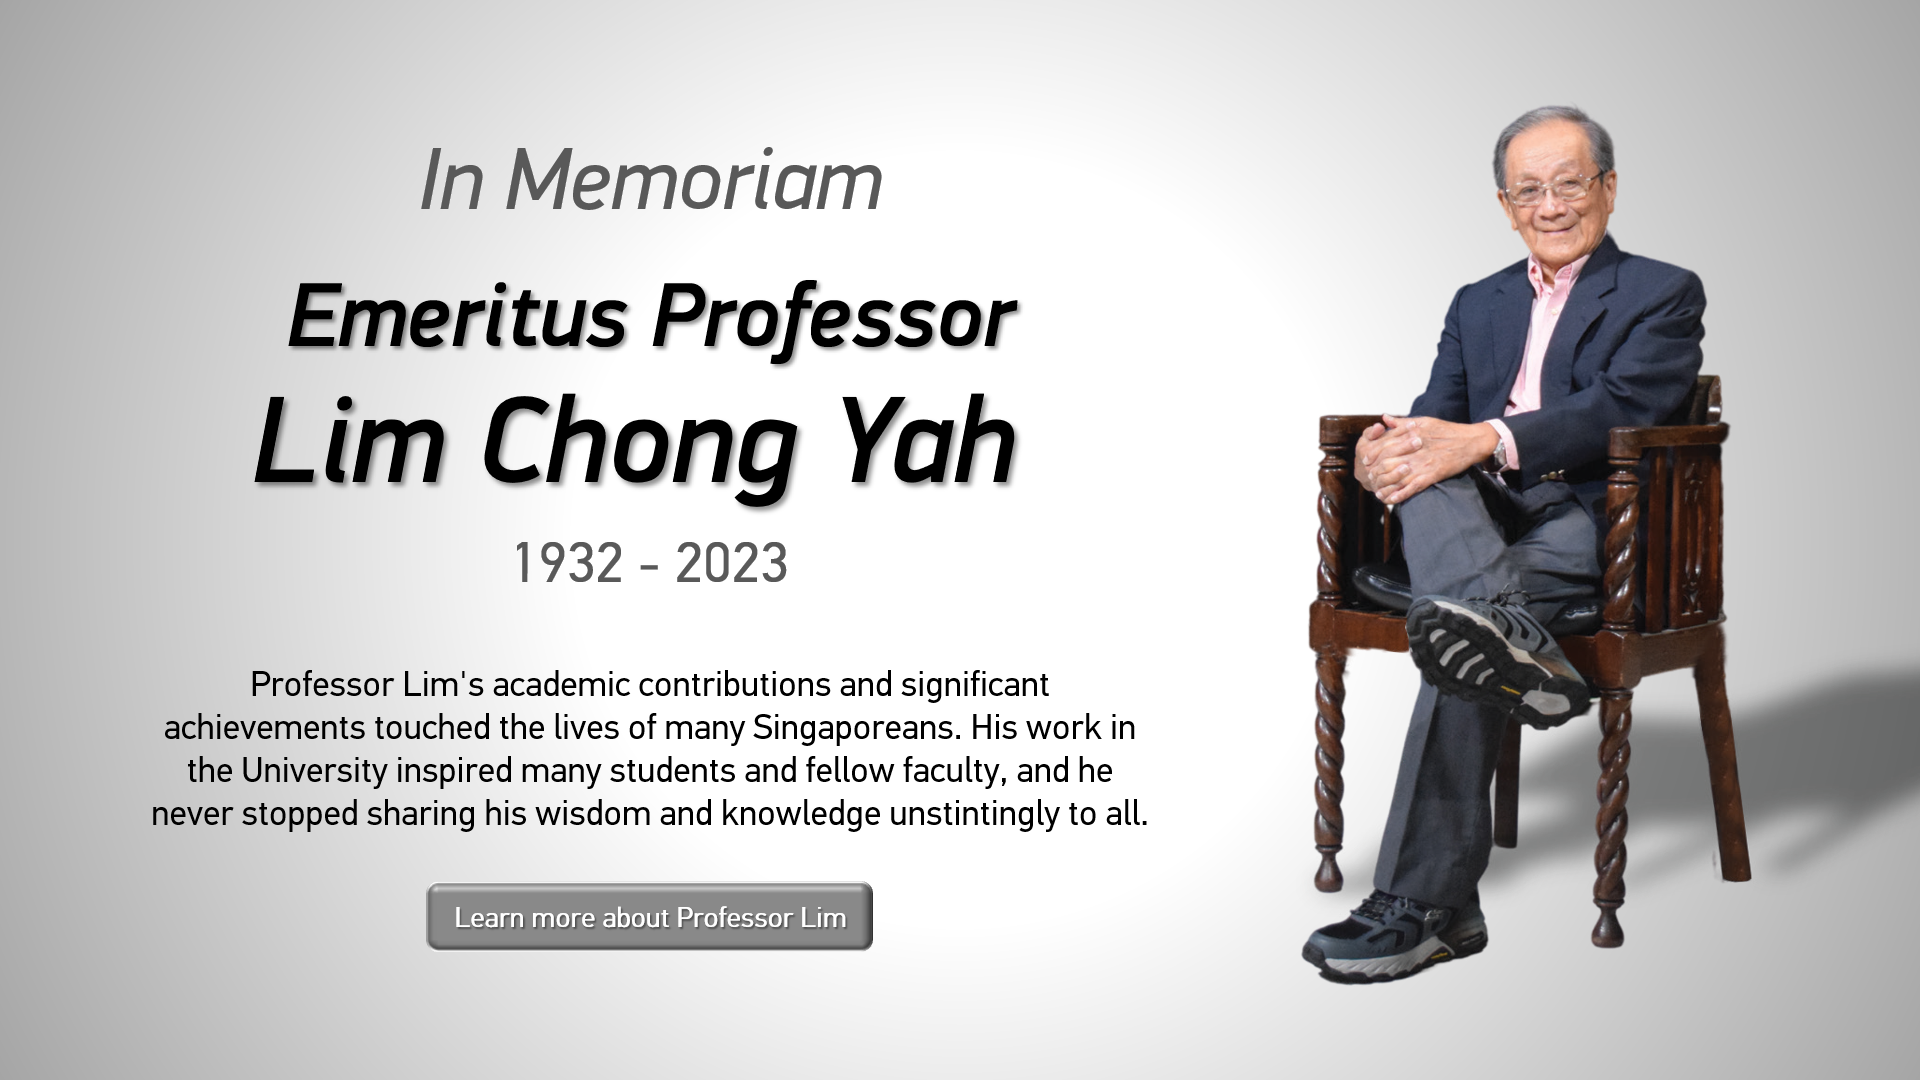 In Memoriam
Emeritus Professor
Lim Chong Yah
1932 - 2023
Professor Lim's academic contributions and significant
achievements touched the lives of many Singaporeans. His work in
the University inspired many students and fellow faculty, and he
never stopped sharing his wisdom and knowledge unstintingly to all.
Learn more about Professor Lim